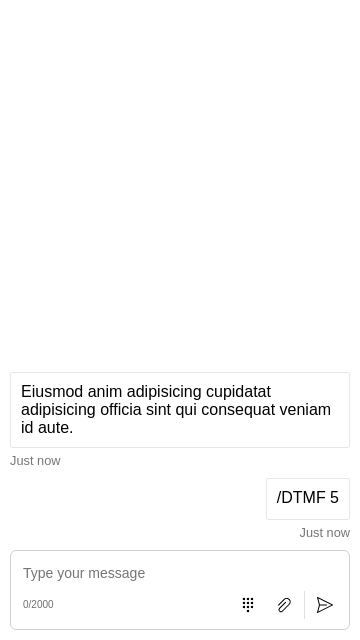 Eiusmod anim adipisicing cupidatat
adipisicing officia sint qui consequat veniam
id aute.
Just now
/DTMF 5
Just now
Type your message
0/2000